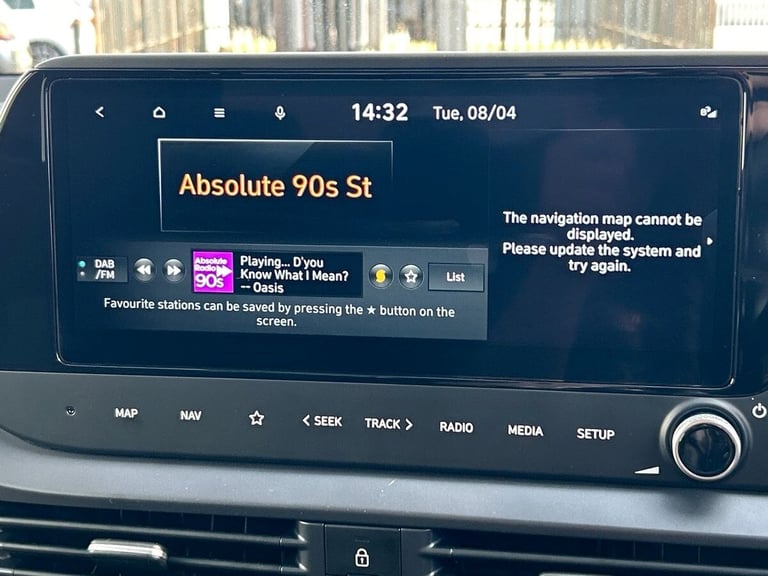 14:32 Tue, 08/04
Absolute 90s St
DAB
/FM
Absolute
Radio
90s
Playing... D'you
Know What I Mean?
-- Oasis
List
Favourite stations can be saved by pressing the ★ button on the
screen.
The navigation map cannot be
displayed.
Please update the system and
try again.
MAP NAV SEEK TRACK RADIO MEDIA SETUP